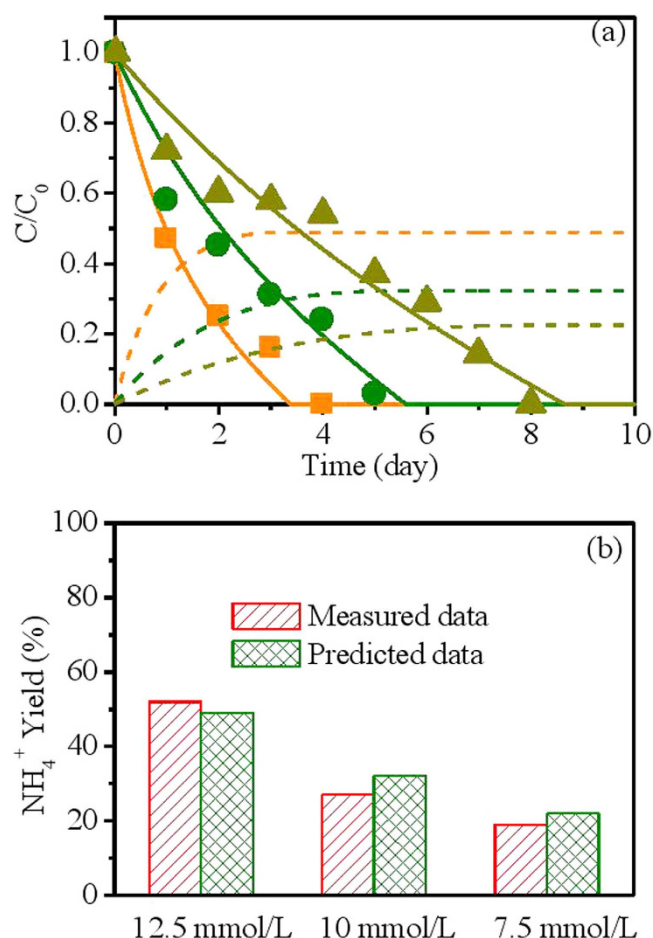 (a)
1.0
0.8
0.6
0.4
0.2
0.0
C/C₀
0 2 4 6 8 10
Time (day)
(b)
100
80
60
40
20
0
NH₄⁺ Yield (%)
Measured data
Predicted data
12.5 mmol/L 10 mmol/L 7.5 mmol/L